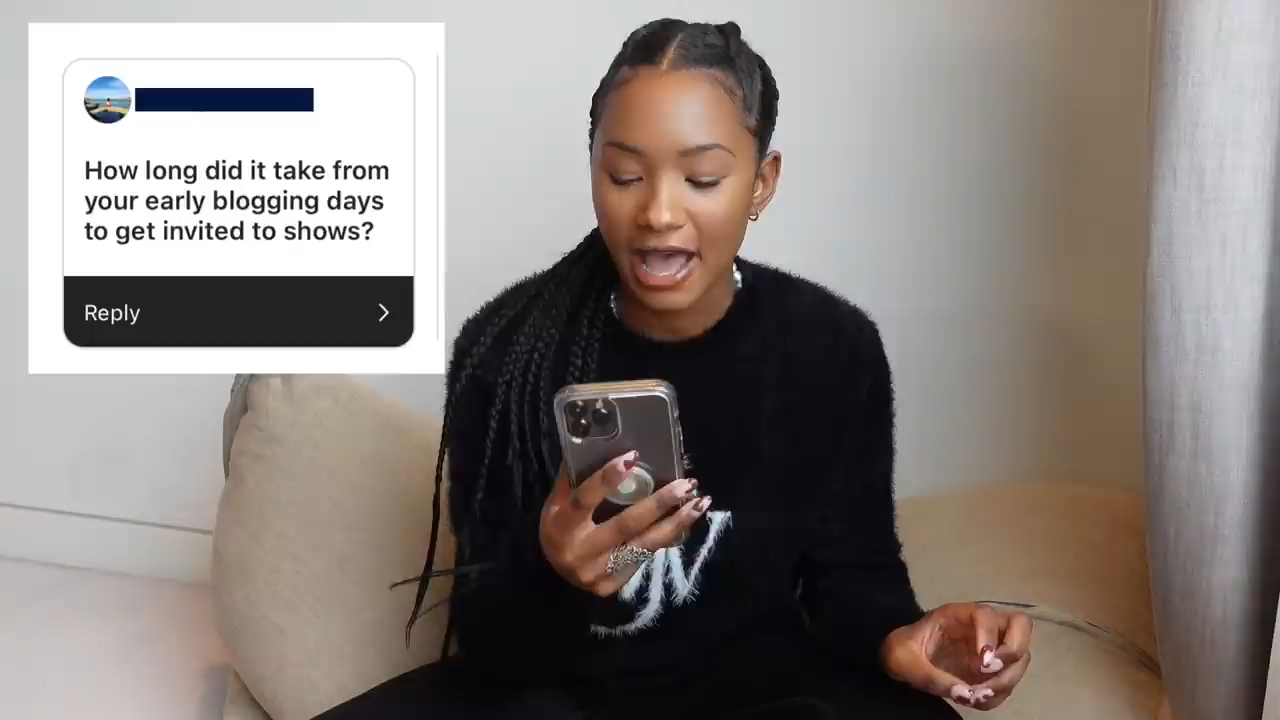 How long did it take from
your early blogging days
to get invited to shows?
Reply